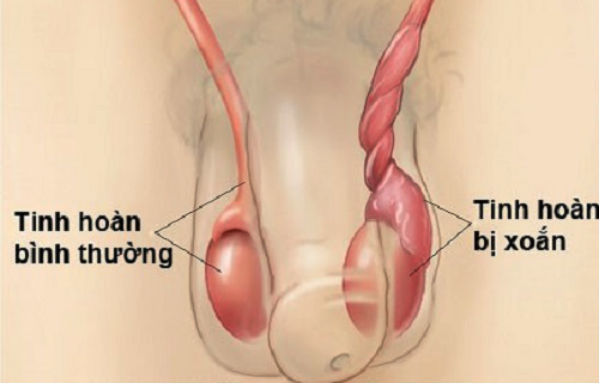 Tinh hoàn
bình thường
Tinh hoàn
bị xoắn